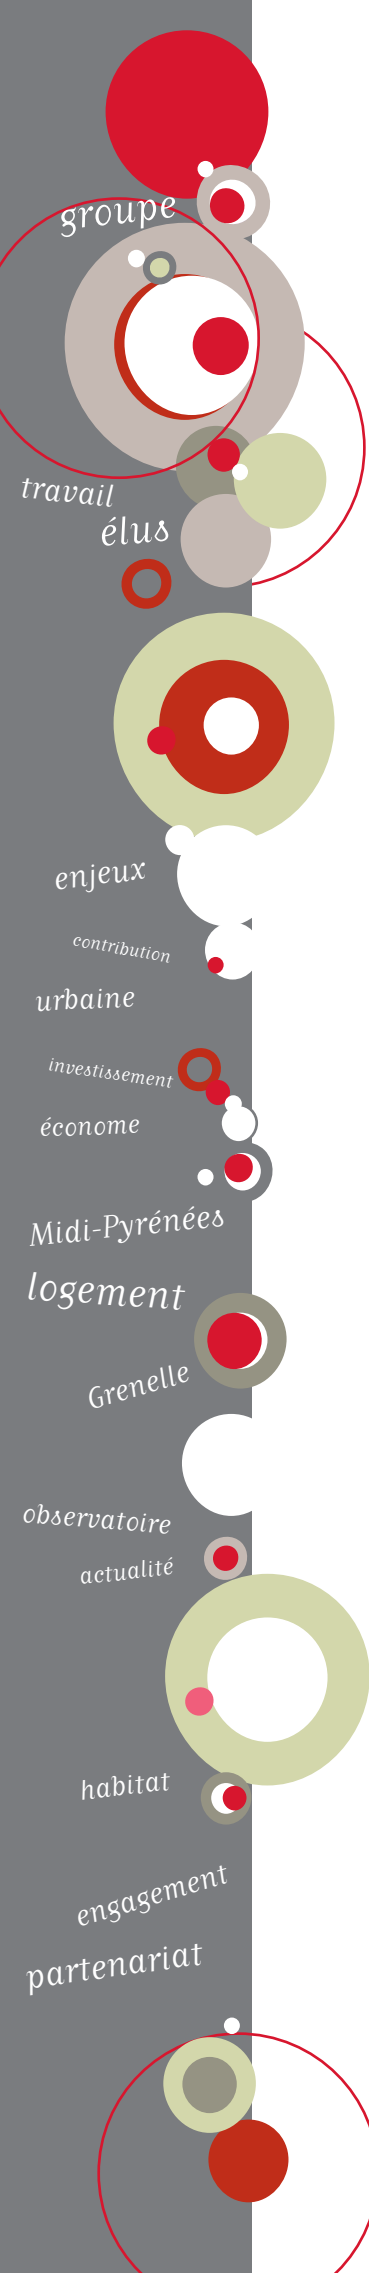 groupe
travail
élus
enjeux
contribution
urbaine
investissement
économe
Midi-Pyrénées
logement
Grenelle
observatoire
actualité
habitat
engagement
partenariat